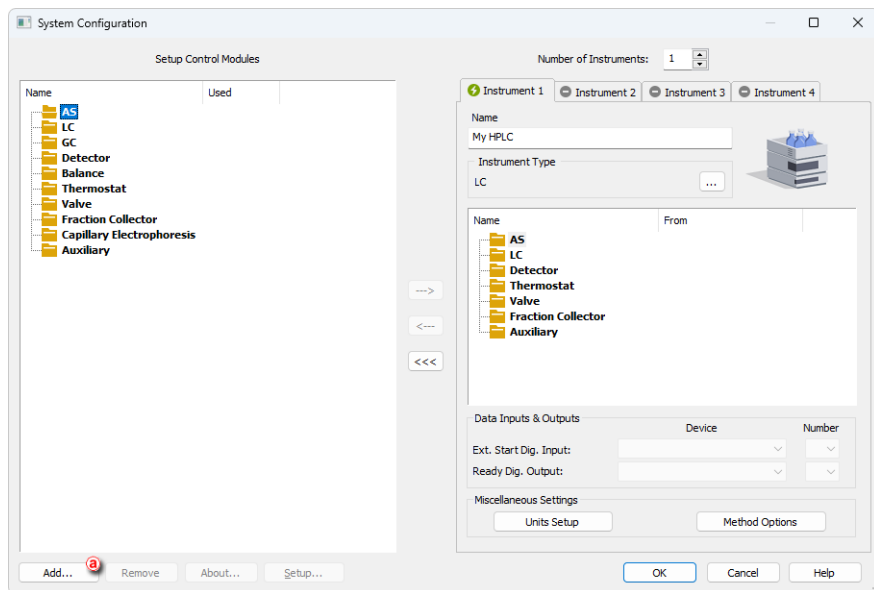 System Configuration
Setup Control Modules
Name Used
AS
LC
GC
Detector
Balance
Thermostat
Valve
Fraction Collector
Capillary Electrophoresis
Auxiliary
--->
<---
<<<
Add... a Remove About... Setup...
Number of Instruments: 1
Instrument 1 Instrument 2 Instrument 3 Instrument 4
Name
My HPLC
Instrument Type
LC ...
Name From
AS
LC
Detector
Thermostat
Valve
Fraction Collector
Auxiliary
Data Inputs & Outputs
Device Number
Ext. Start Dig. Input:
Ready Dig. Output:
Miscellaneous Settings
Units Setup Method Options
OK Cancel Help